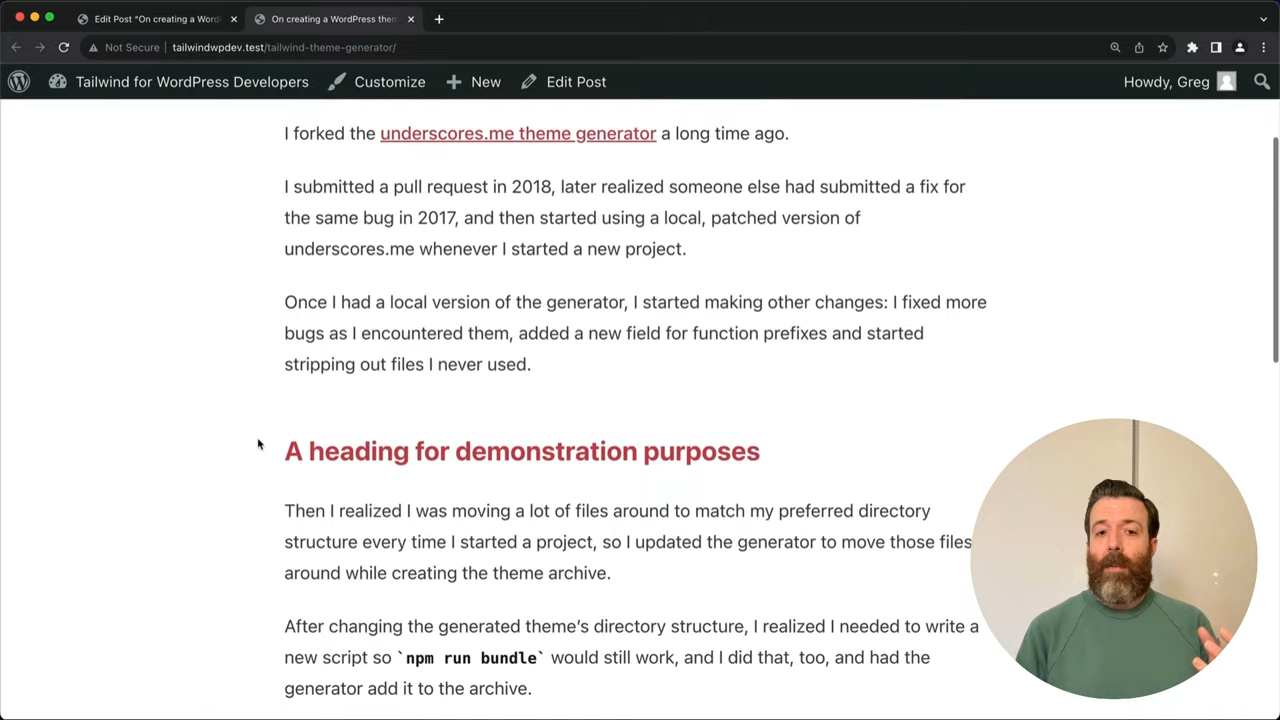 Edit Post “On creating a Word
On creating a WordPress them
Not Secure
tailwindwpdev.test/tailwind-theme-generator/
Tailwind for WordPress Developers
Customize
New
Edit Post
Howdy, Greg
I forked the underscores.me theme generator a long time ago.
I submitted a pull request in 2018, later realized someone else had submitted a fix for
the same bug in 2017, and then started using a local, patched version of
underscores.me whenever I started a new project.
Once I had a local version of the generator, I started making other changes: I fixed more
bugs as I encountered them, added a new field for function prefixes and started
stripping out files I never used.
A heading for demonstration purposes
Then I realized I was moving a lot of files around to match my preferred directory
structure every time I started a project, so I updated the generator to move those files
around while creating the theme archive.
After changing the generated theme’s directory structure, I realized I needed to write a
new script so `npm run bundle` would still work, and I did that, too, and had the
generator add it to the archive.